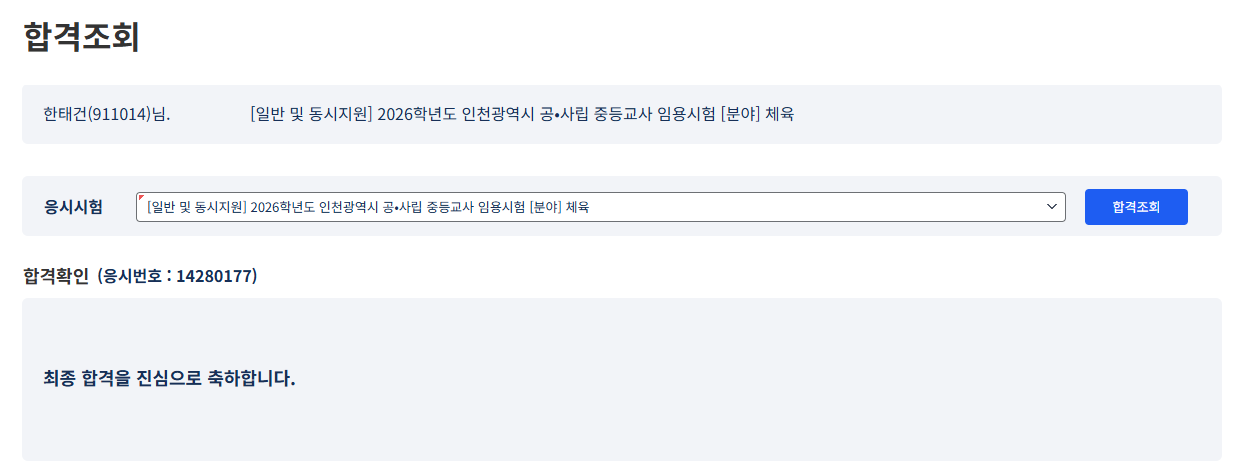 합격조회
한태건(911014)님. [일반 및 동시지원] 2026학년도 인천광역시 공•사립 중등교사 임용시험 [분야] 체육
응시시험 [일반 및 동시지원] 2026학년도 인천광역시 공•사립 중등교사 임용시험 [분야] 체육 합격조회
합격확인 (응시번호 : 14280177)
최종 합격을 진심으로 축하합니다.